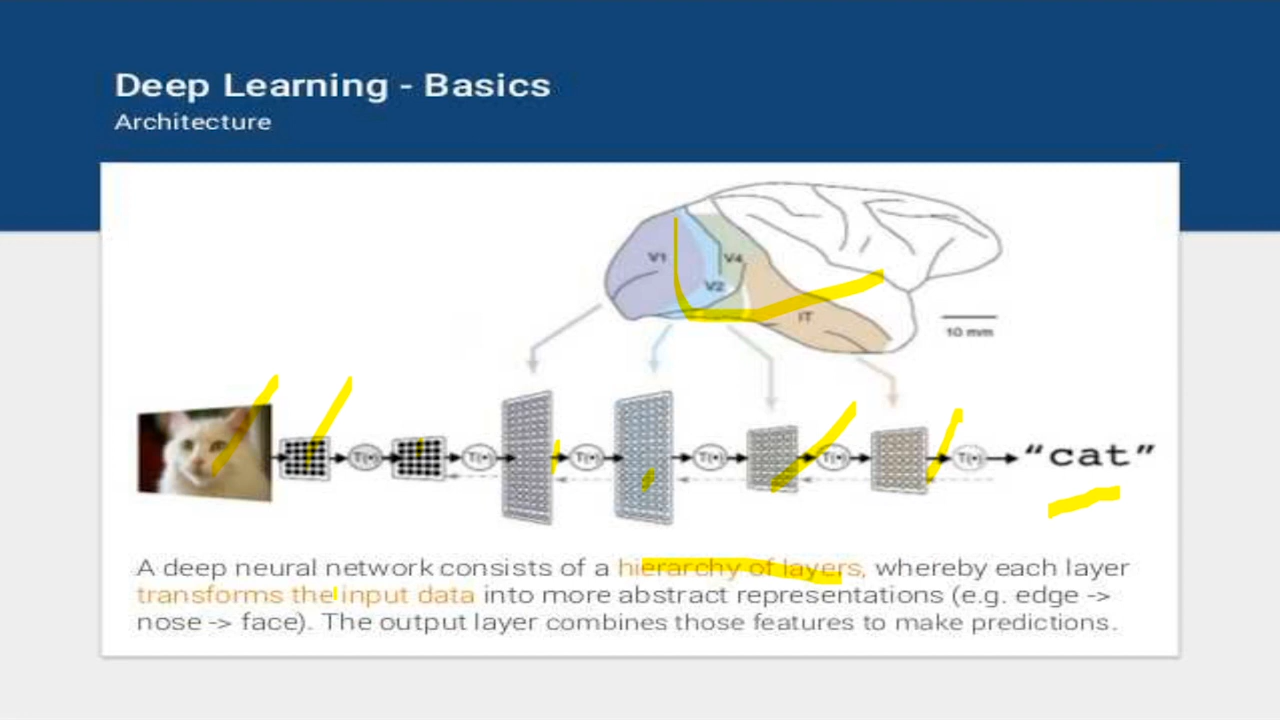 Deep Learning - Basics
Architecture
V1
V4
V2
IT
10 mm
T(•) T(•) T(•) T(•) T(•) T(•)
“cat”
A deep neural network consists of a hierarchy of layers, whereby each layer
transforms the input data into more abstract representations (e.g. edge ->
nose -> face). The output layer combines those features to make predictions.